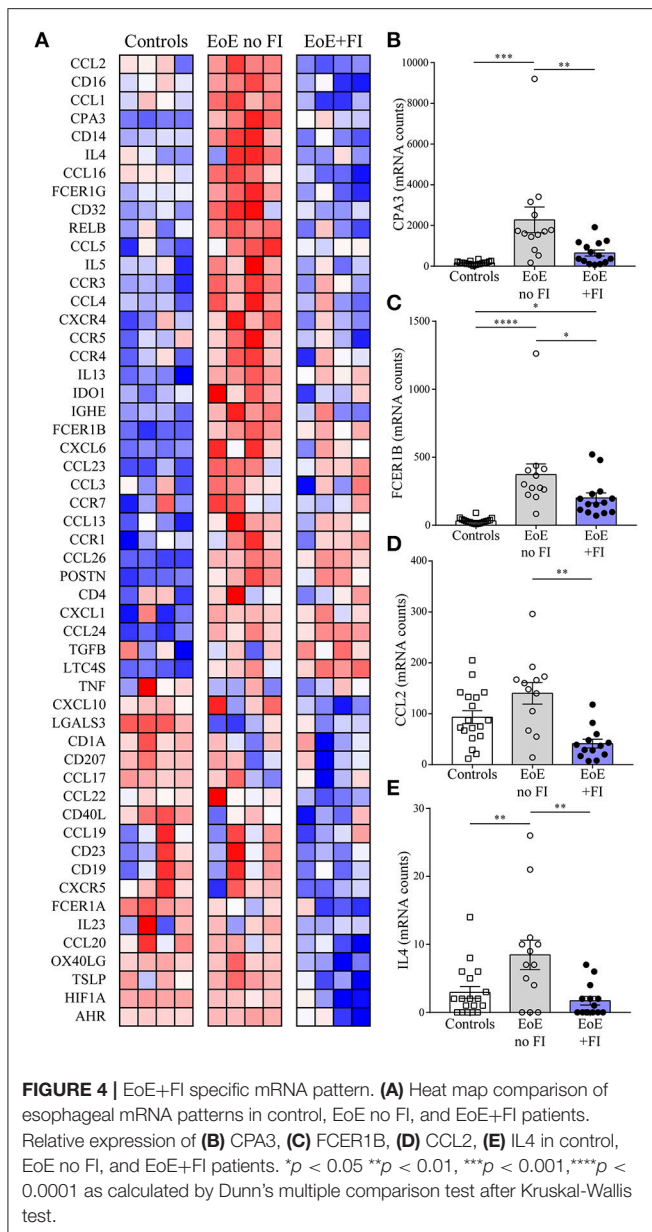 A
Controls EoE no FI EoE+FI
CCL2
CD16
CCL1
CPA3
CD14
IL4
CCL16
FCER1G
CD32
RELB
CCL5
IL5
CCR3
CCL4
CXCR4
CCR5
CCR4
IL13
IDO1
IGHE
FCER1B
CXCL6
CCL23
CCL3
CCR7
CCL13
CCR1
CCL26
POSTN
CD4
CXCL1
CCL24
TGFB
LTC4S
TNF
CXCL10
LGALS3
CD1A
CD207
CCL17
CCL22
CD40L
CCL19
CD23
CD19
CXCR5
FCER1A
IL23
CCL20
OX40LG
TSLP
HIF1A
AHR
B
CPA3 (mRNA counts)
10000
8000
6000
4000
2000
0
*** **
Controls EoE EoE
no FI +FI
C
FCER1B (mRNA counts)
1500
1000
500
0
*
**** *
Controls EoE EoE
no FI +FI
D
CCL2 (mRNA counts)
400
300
200
100
0
**
Controls EoE EoE
no FI +FI
E
IL4 (mRNA counts)
40
30
20
10
0
** **
Controls EoE EoE
no FI +FI
FIGURE 4 | EoE+FI specific mRNA pattern. (A) Heat map comparison of
esophageal mRNA patterns in control, EoE no FI, and EoE+FI patients.
Relative expression of (B) CPA3, (C) FCER1B, (D) CCL2, (E) IL4 in control,
EoE no FI, and EoE+FI patients. *p < 0.05 **p < 0.01, ***p < 0.001,****p <
0.0001 as calculated by Dunn's multiple comparison test after Kruskal-Wallis
test.